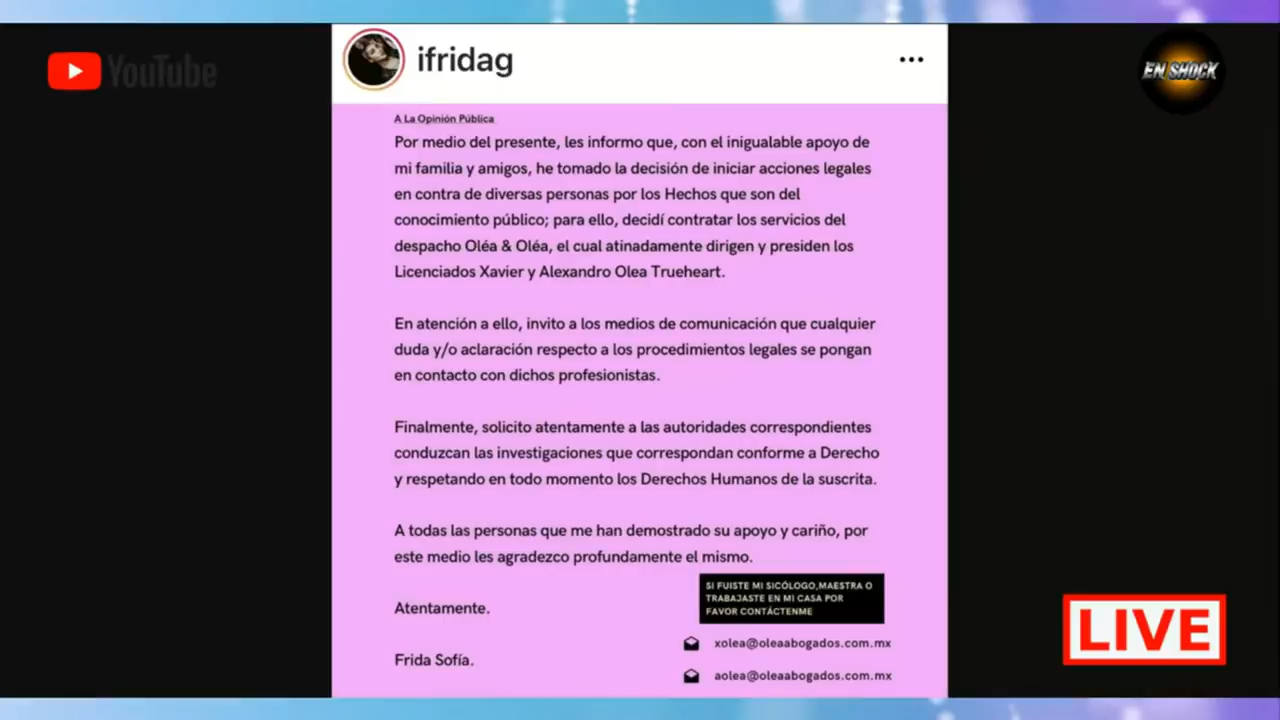 YouTube
ifridag
EN SHOCK
A La Opinión Pública
Por medio del presente, les informo que, con el inigualable apoyo de
mi familia y amigos, he tomado la decisión de iniciar acciones legales
en contra de diversas personas por los Hechos que son del
conocimiento público; para ello, decidí contratar los servicios del
despacho Oléa & Oléa, el cual atinadamente dirigen y presiden los
Licenciados Xavier y Alexandro Olea Trueheart.
En atención a ello, invito a los medios de comunicación que cualquier
duda y/o aclaración respecto a los procedimientos legales se pongan
en contacto con dichos profesionistas.
Finalmente, solicito atentamente a las autoridades correspondientes
conduzcan las investigaciones que correspondan conforme a Derecho
y respetando en todo momento los Derechos Humanos de la suscrita.
A todas las personas que me han demostrado su apoyo y cariño, por
este medio les agradezco profundamente el mismo.
SI FUISTE MI SICÓLOGO,MAESTRA O
TRABAJASTE EN MI CASA POR
FAVOR CONTÁCTENME
Atentamente.
xolea@oleaabogados.com.mx
Frida Sofía.
aolea@oleaabogados.com.mx
LIVE